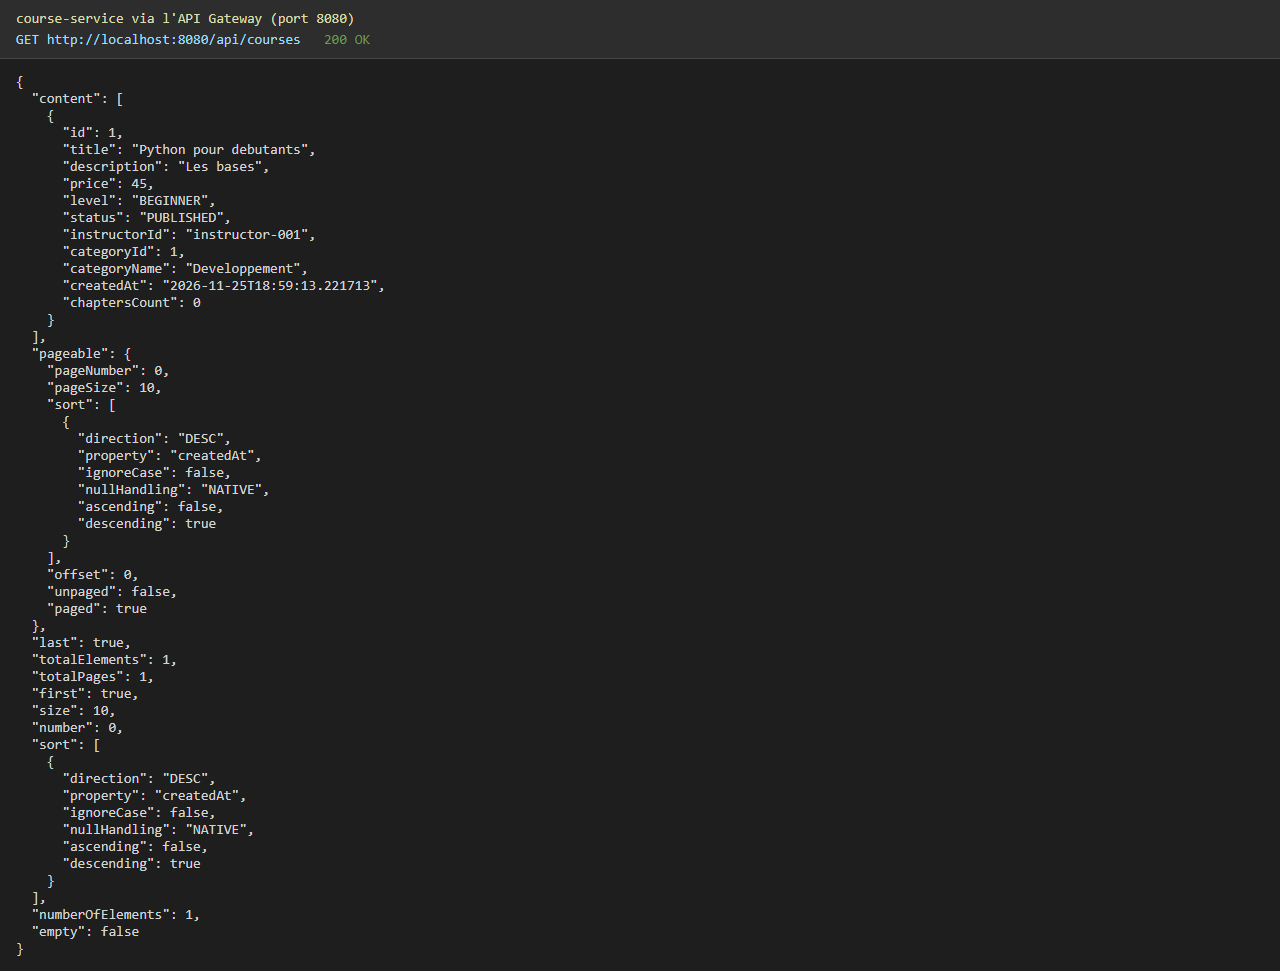 course-service via l'API Gateway (port 8080)
GET http://localhost:8080/api/courses   200 OK
{
  "content": [
    {
      "id": 1,
      "title": "Python pour debutants",
      "description": "Les bases",
      "price": 45,
      "level": "BEGINNER",
      "status": "PUBLISHED",
      "instructorId": "instructor-001",
      "categoryId": 1,
      "categoryName": "Developpement",
      "createdAt": "2026-11-25T18:59:13.221713",
      "chaptersCount": 0
    }
  ],
  "pageable": {
    "pageNumber": 0,
    "pageSize": 10,
    "sort": [
      {
        "direction": "DESC",
        "property": "createdAt",
        "ignoreCase": false,
        "nullHandling": "NATIVE",
        "ascending": false,
        "descending": true
      }
    ],
    "offset": 0,
    "unpaged": false,
    "paged": true
  },
  "last": true,
  "totalElements": 1,
  "totalPages": 1,
  "first": true,
  "size": 10,
  "number": 0,
  "sort": [
    {
      "direction": "DESC",
      "property": "createdAt",
      "ignoreCase": false,
      "nullHandling": "NATIVE",
      "ascending": false,
      "descending": true
    }
  ],
  "numberOfElements": 1,
  "empty": false
}